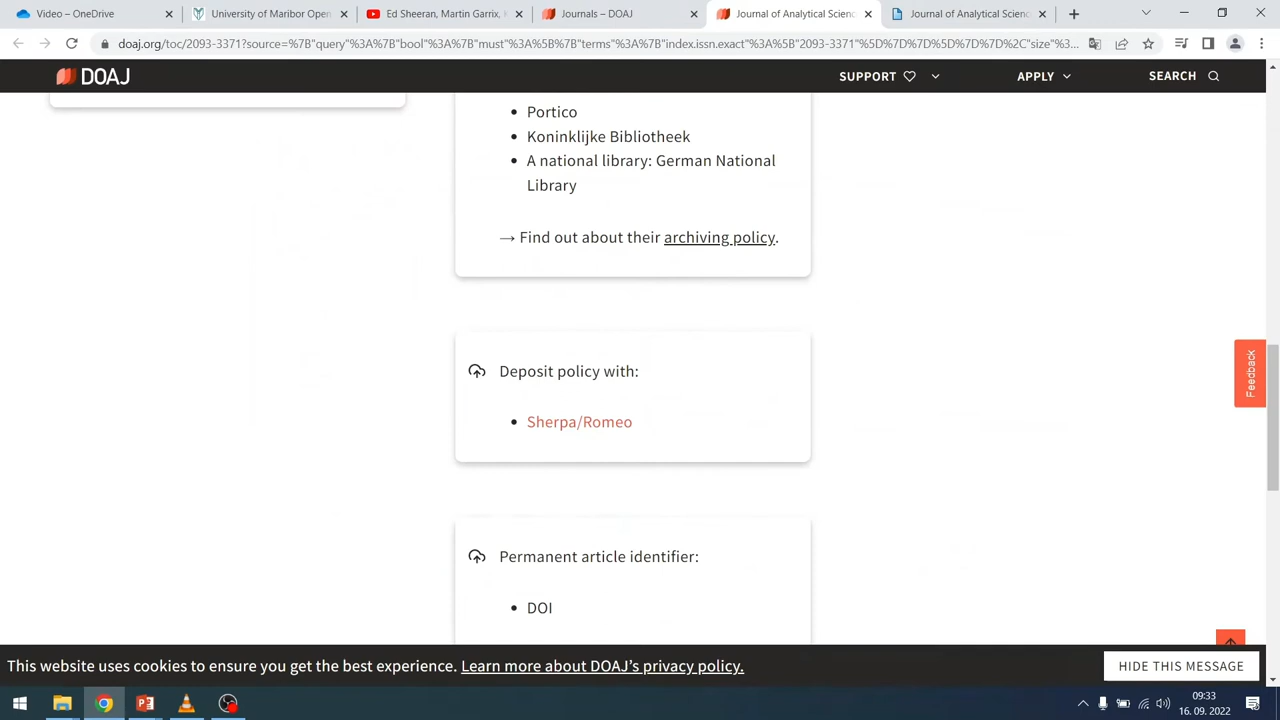 Video – OneDrive
University of Maribor Open
Ed Sheeran, Martin Garrix,
Journals – DOAJ
Journal of Analytical Scienc
Journal of Analytical Scienc
doaj.org/toc/2093-3371?source=%7B"query"%3A%7B"bool"%3A%7B"must"%3A%5B%7B"terms"%3A%7B"index.issn.exact"%3A%5B"2093-3371"%5D%7D%7D%5D%7D%7D%2C"size"%3...
DOAJ
SUPPORT
APPLY
SEARCH
• Portico
• Koninklijke Bibliotheek
• A national library: German National
Library
→ Find out about their archiving policy.
Feedback
Deposit policy with:
• Sherpa/Romeo
Permanent article identifier:
• DOI
This website uses cookies to ensure you get the best experience. Learn more about DOAJ's privacy policy.
HIDE THIS MESSAGE
09:33
16. 09. 2022